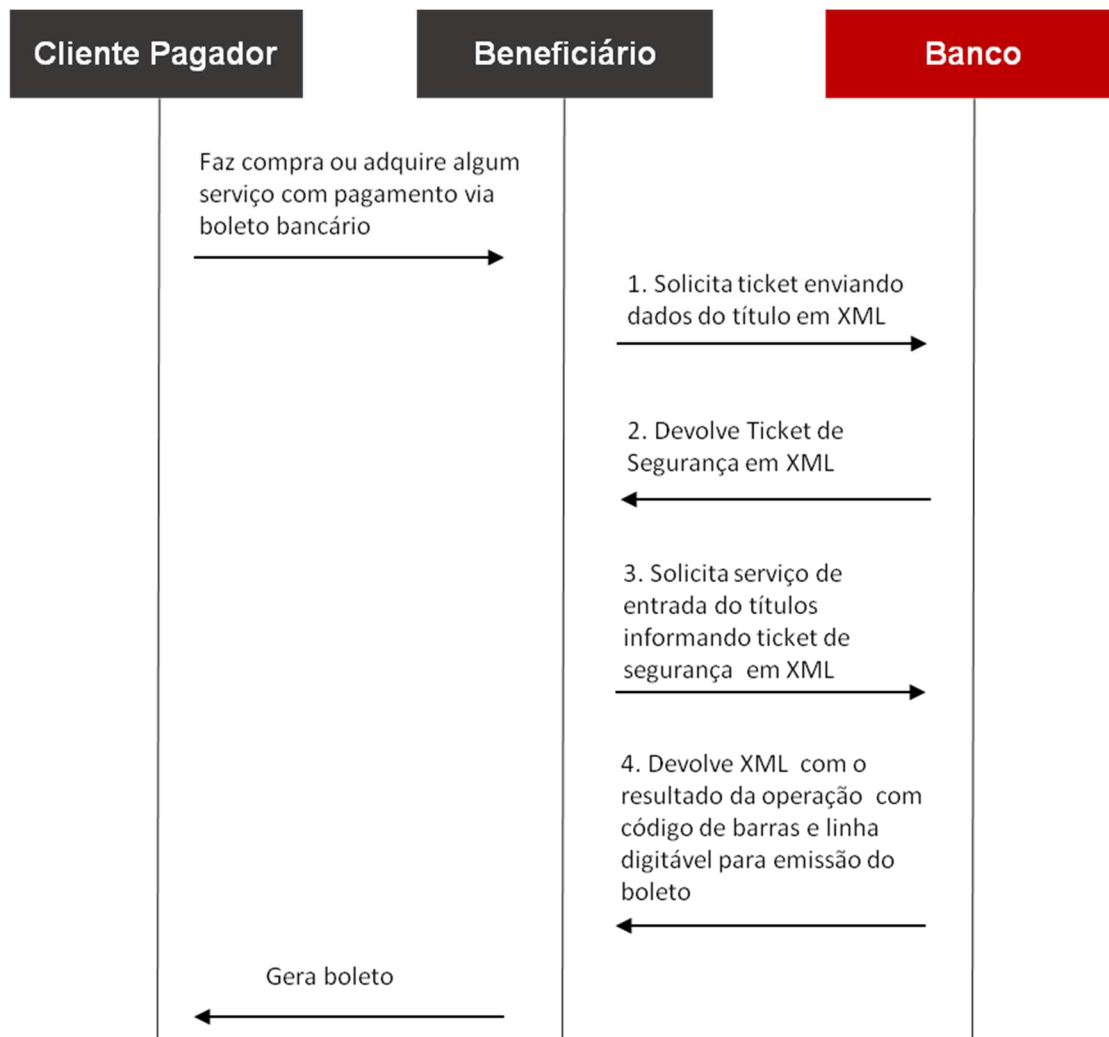 Cliente Pagador
Beneficiário
Banco
Faz compra ou adquire algum
serviço com pagamento via
boleto bancário
1. Solicita ticket enviando
dados do título em XML
2. Devolve Ticket de
Segurança em XML
3. Solicita serviço de
entrada do títulos
informando ticket de
segurança em XML
4. Devolve XML com o
resultado da operação com
código de barras e linha
digitável para emissão do
boleto
Gera boleto